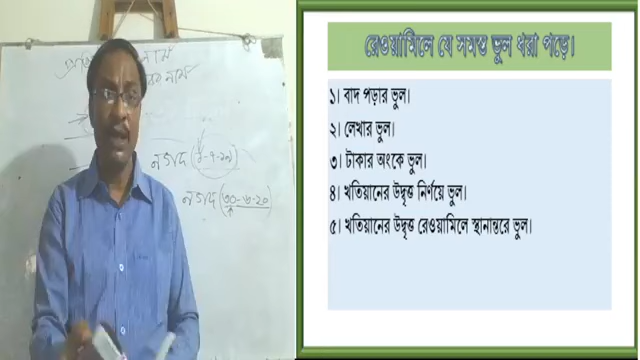 রেওয়ামিলে যে সমস্ত ভুল ধরা পড়ে।
১। বাদ পড়ার ভুল।
২। লেখার ভুল।
৩। টাকার অংকে ভুল।
৪। খতিয়ানের উদ্বৃত্ত নির্ণয়ে ভুল।
৫। খতিয়ানের উদ্বৃত্ত রেওয়ামিলে স্থানান্তরে ভুল।
নগদ
নগদ